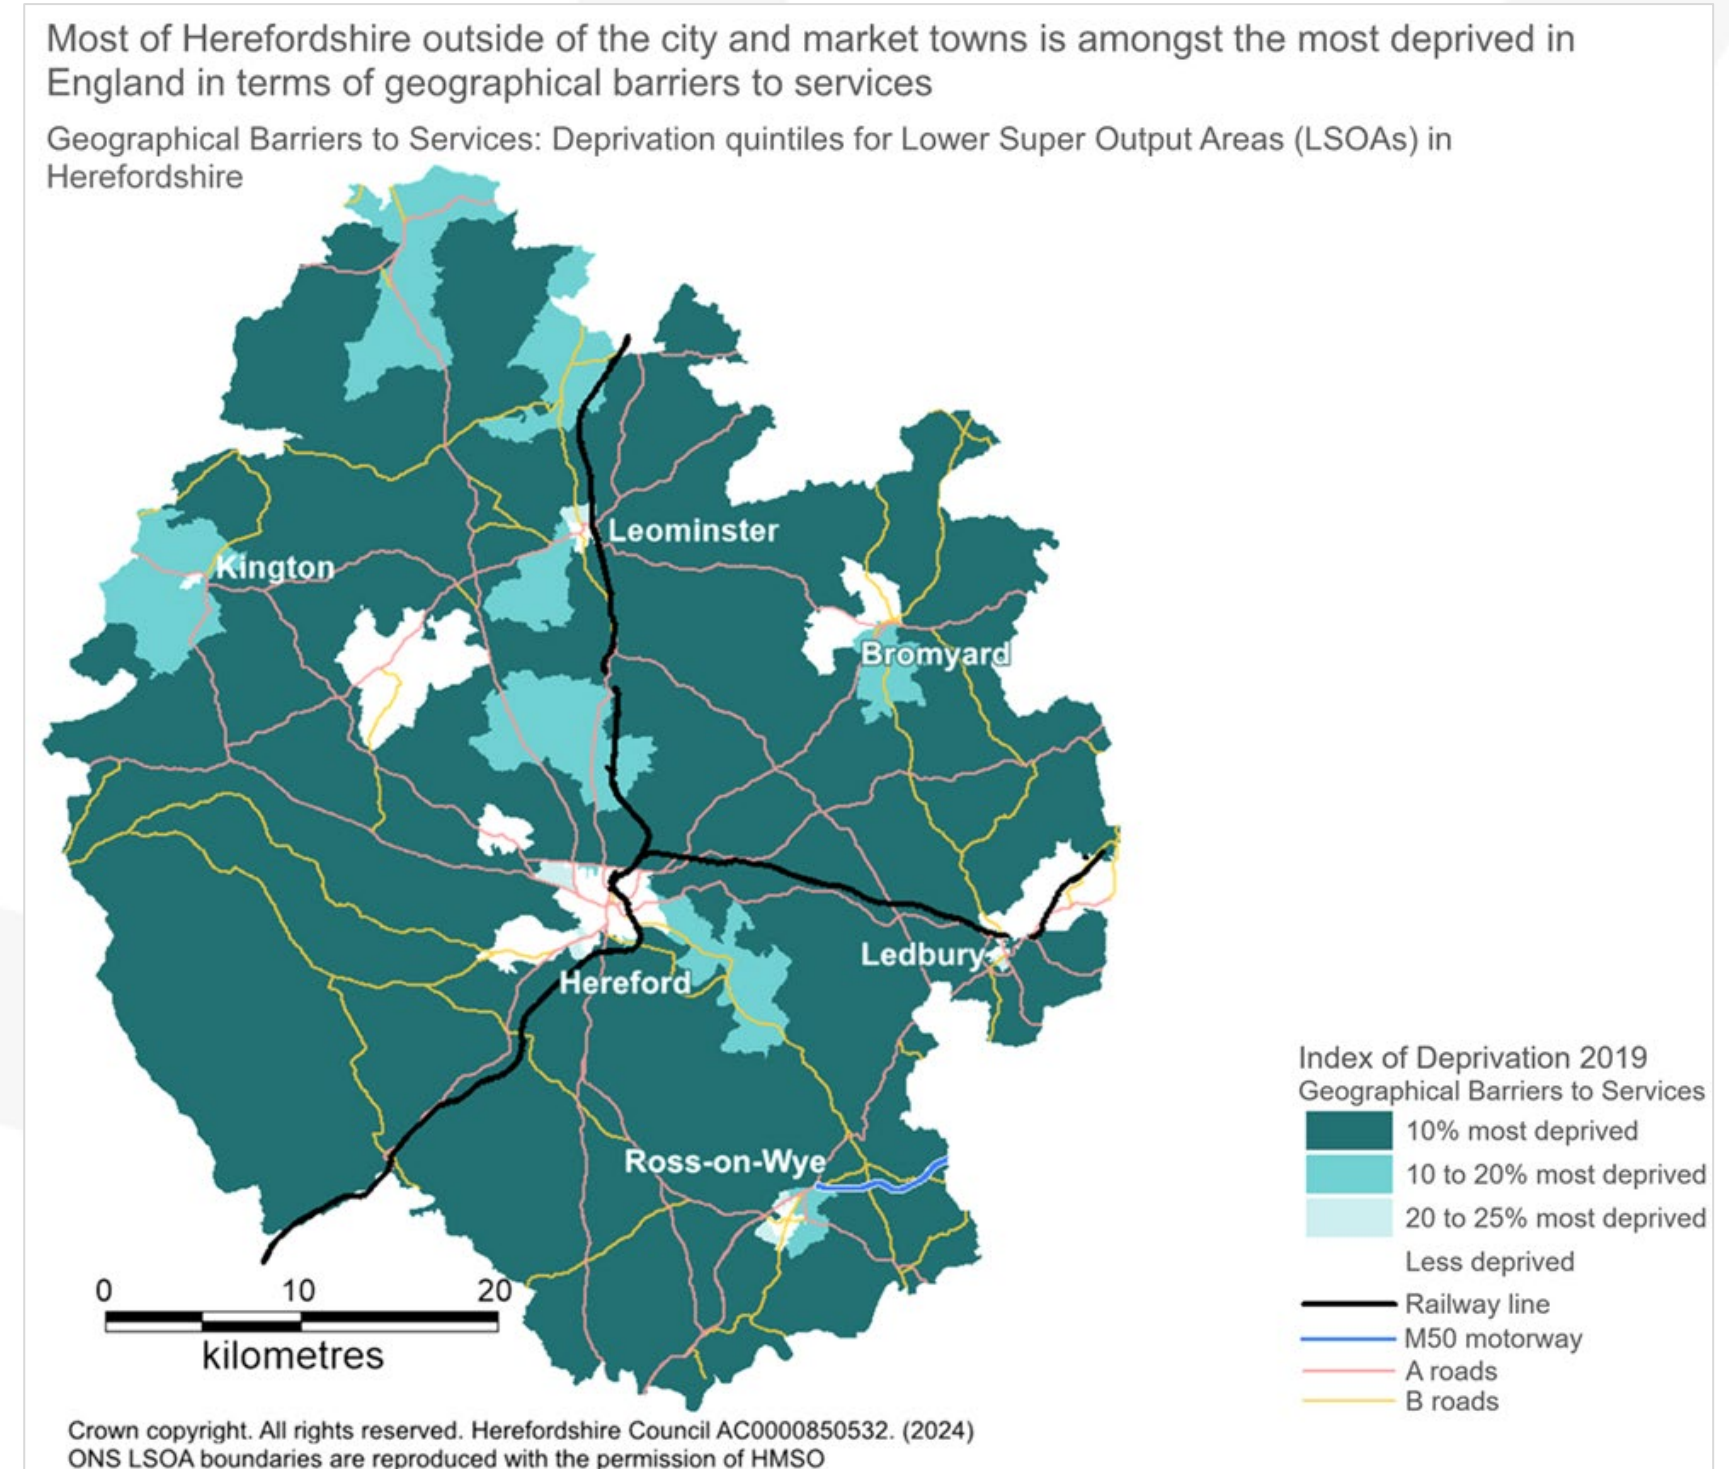 Most of Herefordshire outside of the city and market towns is amongst the most deprived in
England in terms of geographical barriers to services
Geographical Barriers to Services: Deprivation quintiles for Lower Super Output Areas (LSOAs) in
Herefordshire
Leominster
Kington
Bromyard
Ledbury
Hereford
Ross-on-Wye
Index of Deprivation 2019
Geographical Barriers to Services
10% most deprived
10 to 20% most deprived
20 to 25% most deprived
Less deprived
Railway line
M50 motorway
A roads
B roads
0 10 20
kilometres
Crown copyright. All rights reserved. Herefordshire Council AC0000850532. (2024)
ONS LSOA boundaries are reproduced with the permission of HMSO